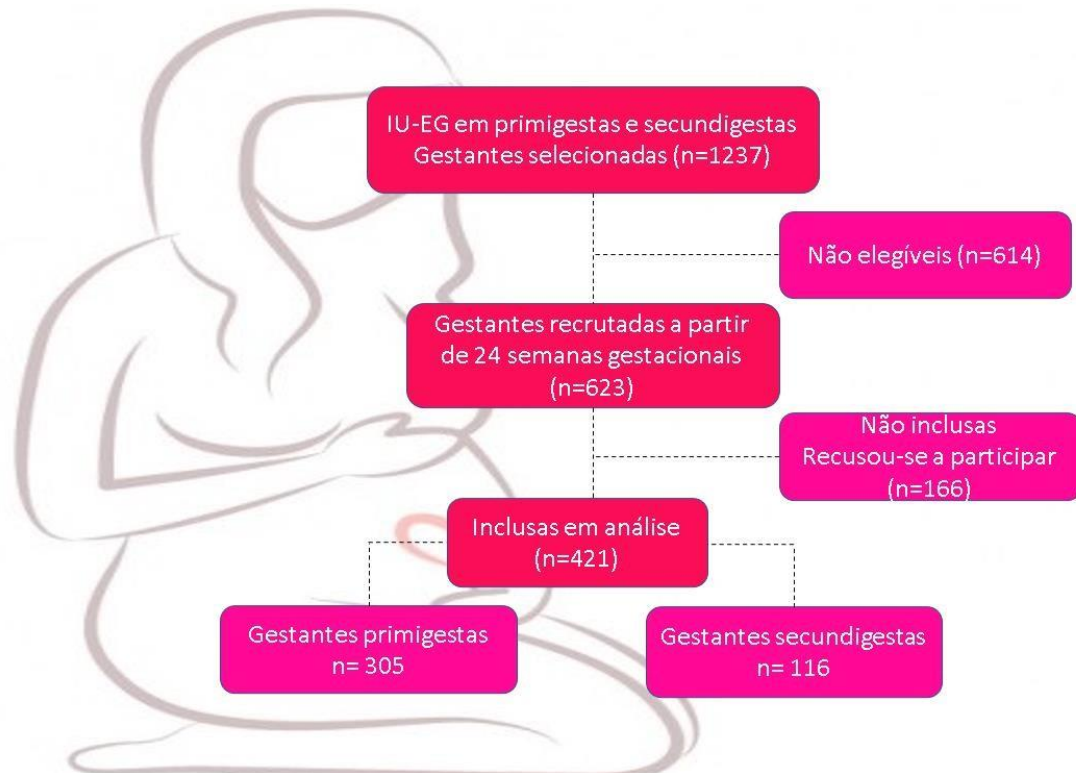 IU-EG em primigestas e secundigestas
Gestantes selecionadas (n=1237)
Não elegíveis (n=614)
Gestantes recrutadas a partir
de 24 semanas gestacionais
(n=623)
Não inclusas
Recusou-se a participar
(n=166)
Inclusas em análise
(n=421)
Gestantes primigestas
n= 305
Gestantes secundigestas
n= 116